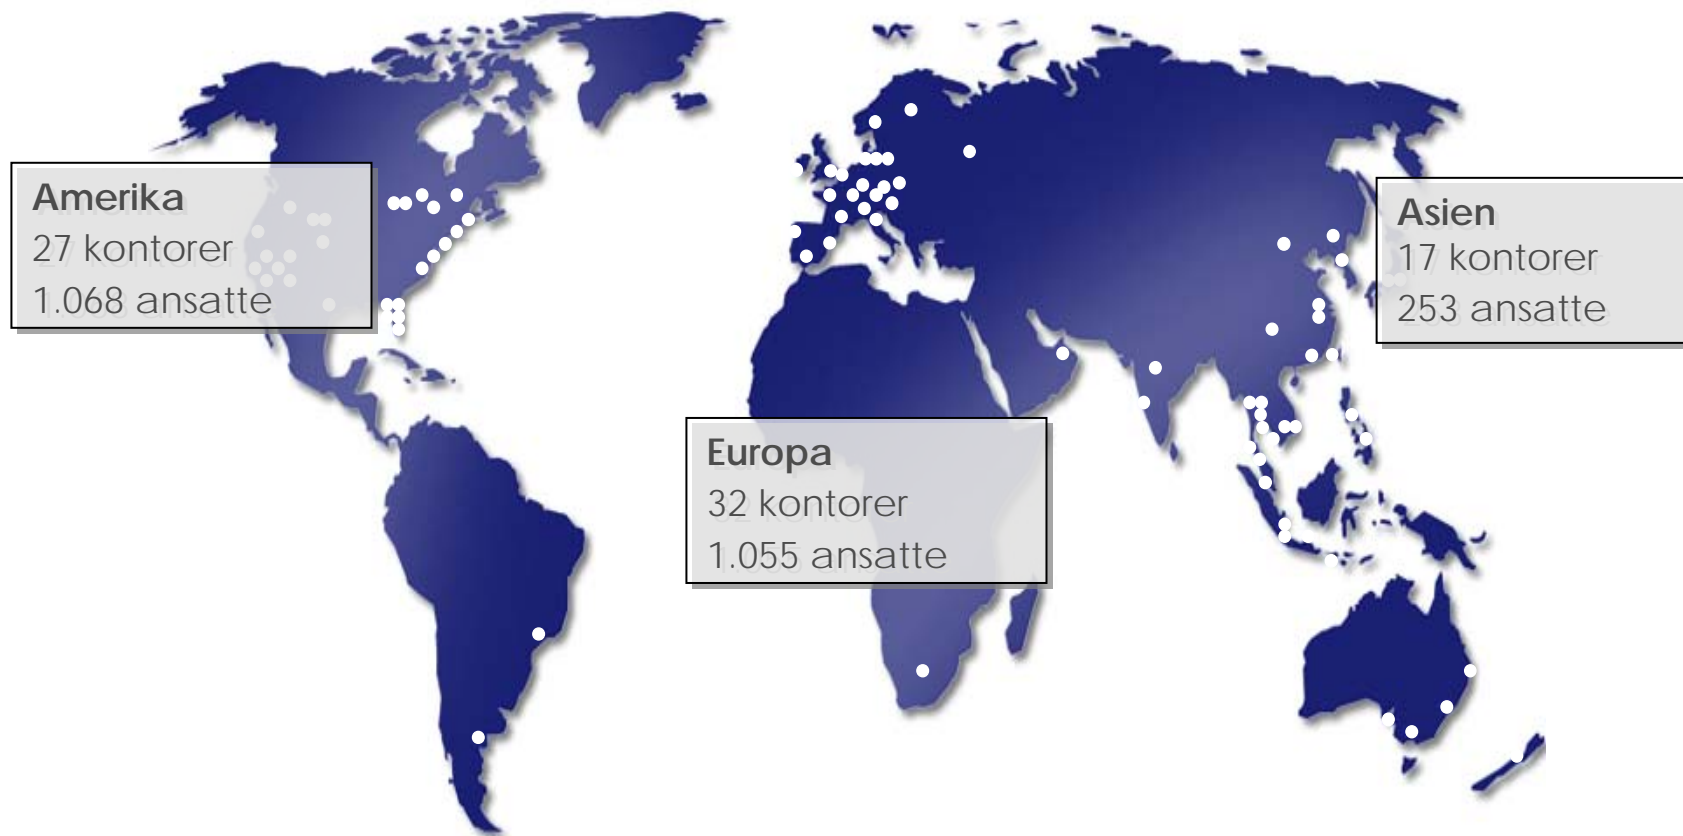 Amerika
27 kontorer
1.068 ansatte
Europa
32 kontorer
1.055 ansatte
Asien
17 kontorer
253 ansatte